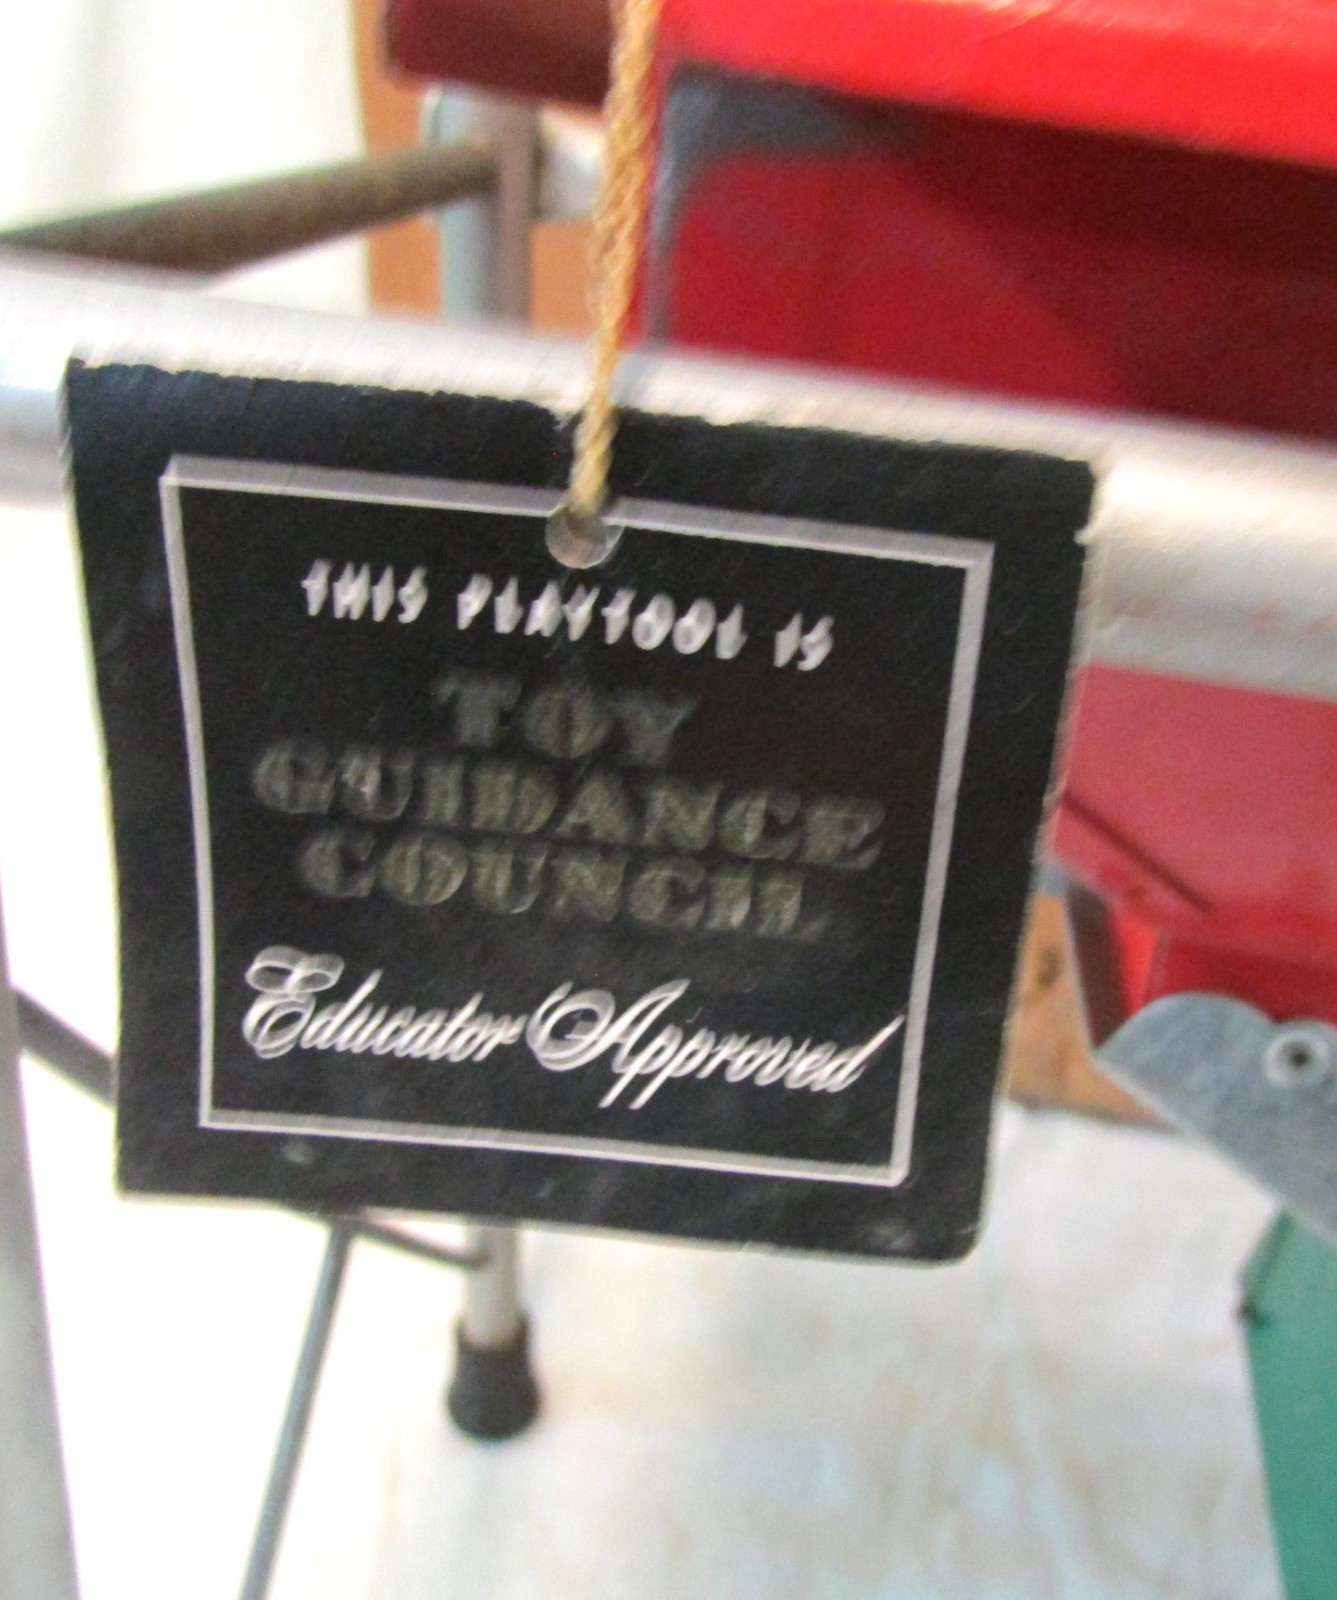 THIS PLAYTOOL IS
TOY
GUIDANCE
COUNCIL
Educator Approved